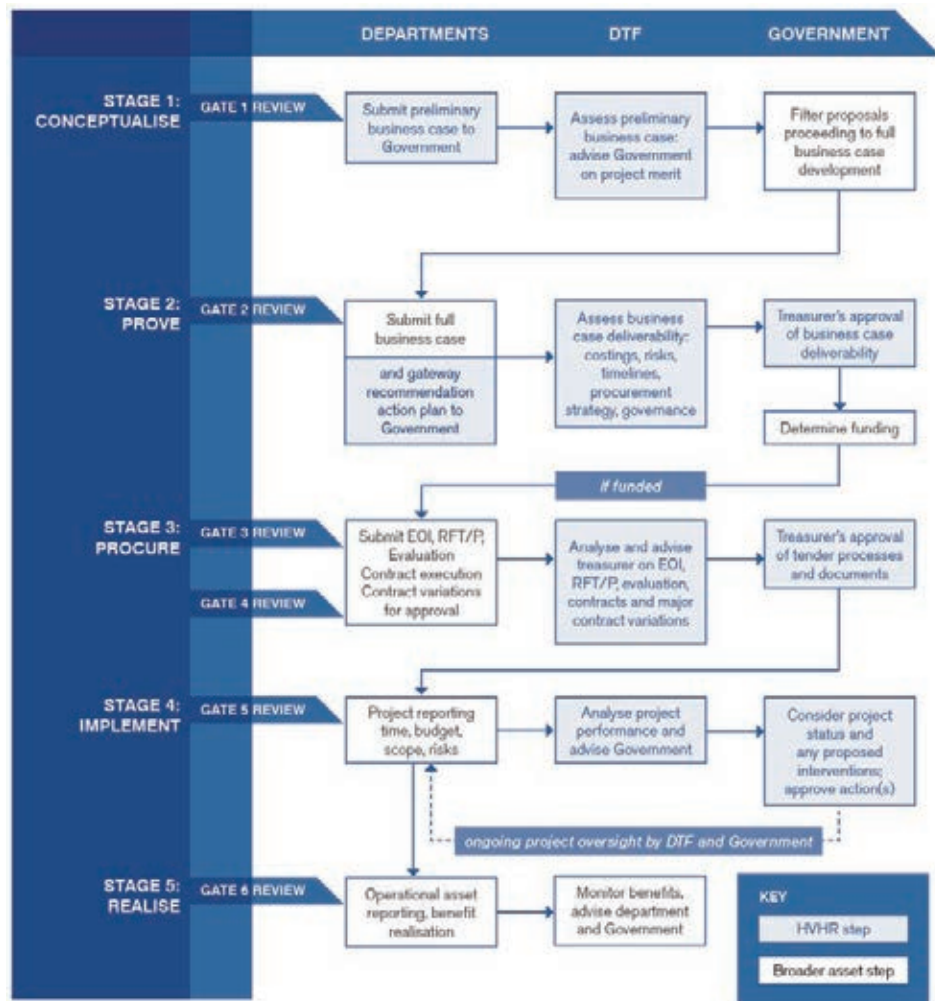 DEPARTMENTS
DTF
GOVERNMENT
STAGE 1:
CONCEPTUALISE
GATE 1 REVIEW
Submit preliminary
business case to
Government
Assess preliminary
business case:
advise Government
on project merit
Filter proposals
proceeding to full
business case
development
STAGE 2:
PROVE
GATE 2 REVIEW
Submit full
business case
and gateway
recommendation
action plan to
Government
Assess business
case deliverability:
costings, risks,
timelines,
procurement
strategy, governance
Treasurer's approval
of business case
deliverability
Determine funding
If funded
STAGE 3:
PROCURE
GATE 3 REVIEW
GATE 4 REVIEW
Submit EOI, RFT/P,
Evaluation
Contract execution
Contract variations
for approval
Analyse and advise
treasurer on EOI,
RFT/P, evaluation,
contracts and major
contract variations
Treasurer's approval
of tender processes
and documents
STAGE 4:
IMPLEMENT
GATE 5 REVIEW
Project reporting
time, budget,
scope, risks
Analyse project
performance and
advise Government
Consider project
status and
any proposed
interventions;
approve action(s)
ongoing project oversight by DTF and Government
STAGE 5:
REALISE
GATE 6 REVIEW
Operational asset
reporting, benefit
realisation
Monitor benefits,
advise department
and Government
KEY
HVHR step
Broader asset step